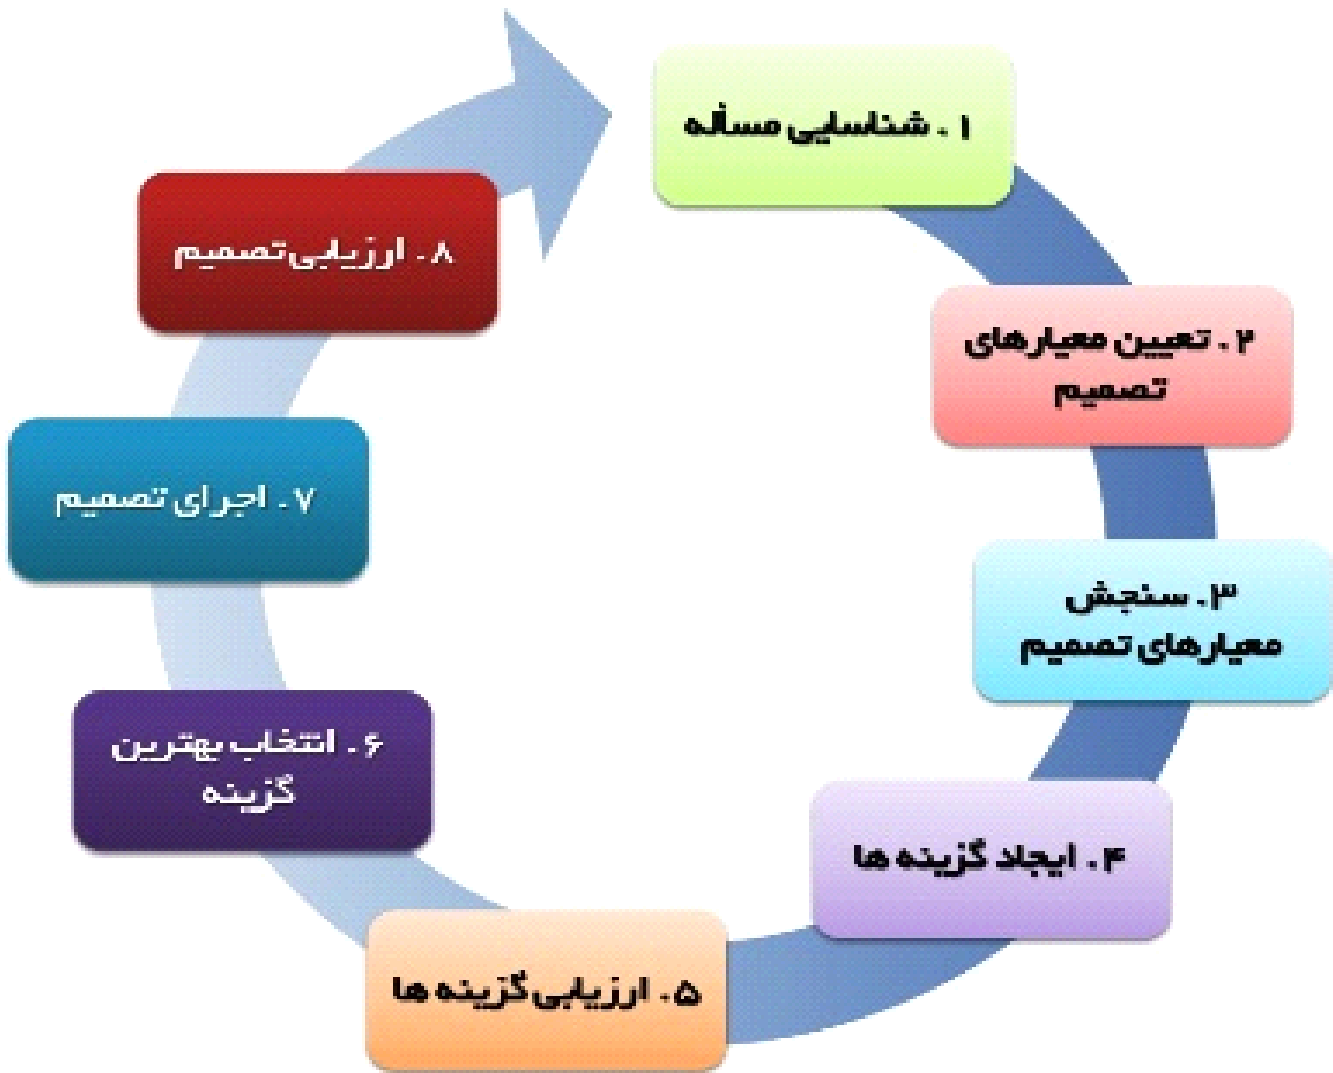 ۱. شناسایی مسأله
۲. تعیین معیارهای
تصمیم
۳. سنجش
معیارهای تصمیم
۴. ایجاد گزینه ها
۵. ارزیابی گزینه ها
۶. انتخاب بهترین
گزینه
۷. اجرای تصمیم
۸. ارزیابی تصمیم